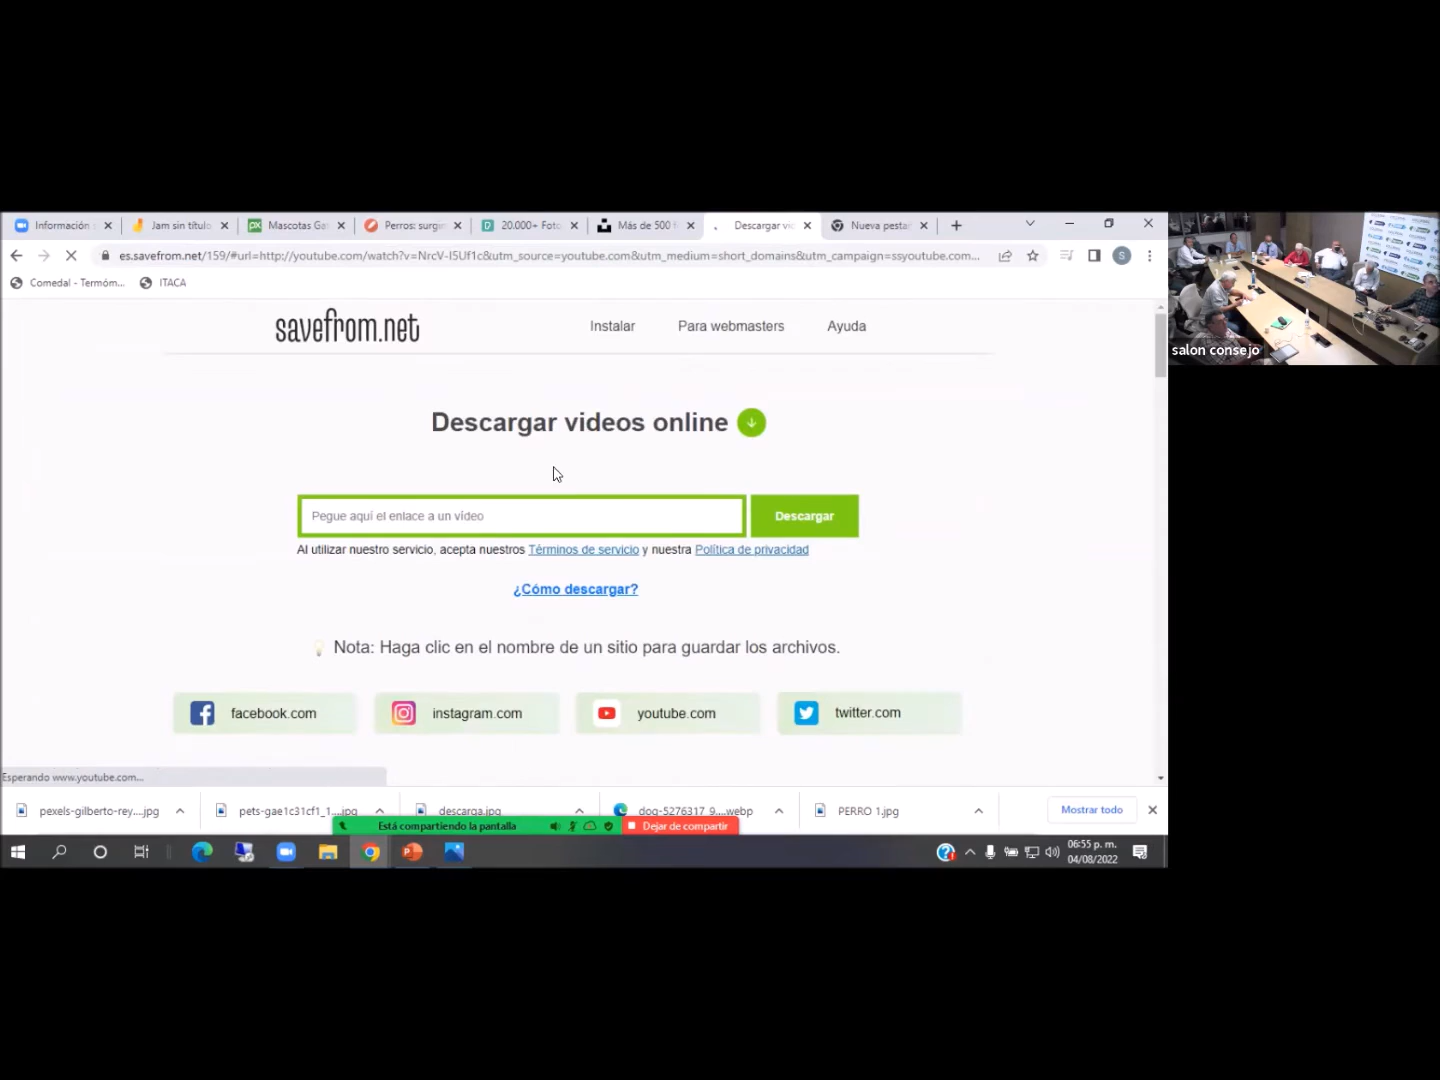 Información
Jam sin título
Mascotas Ga
Perros: surgir
20.000+ Foto
Más de 500 f
Descargar vid
Nueva pesta
es.savefrom.net/159/#url=http://youtube.com/watch?v=NrcV-I5Uf1c&utm_source=youtube.com&utm_medium=short_domains&utm_campaign=ssyoutube.com...
S
Comedal - Termóm...
ITACA
savefrom.net
Instalar
Para webmasters
Ayuda
salon consejo
Descargar videos online
Pegue aquí el enlace a un vídeo
Descargar
Al utilizar nuestro servicio, acepta nuestros Términos de servicio y nuestra Política de privacidad
¿Cómo descargar?
Nota: Haga clic en el nombre de un sitio para guardar los archivos.
facebook.com
instagram.com
youtube.com
twitter.com
Esperando www.youtube.com...
pexels-gilberto-rey....jpg
pets-gae1c31cf1_1....jpg
descarga.jpg
dog-5276317_9....webp
PERRO 1.jpg
Mostrar todo
Está compartiendo la pantalla
Dejar de compartir
06:55 p. m.
04/08/2022